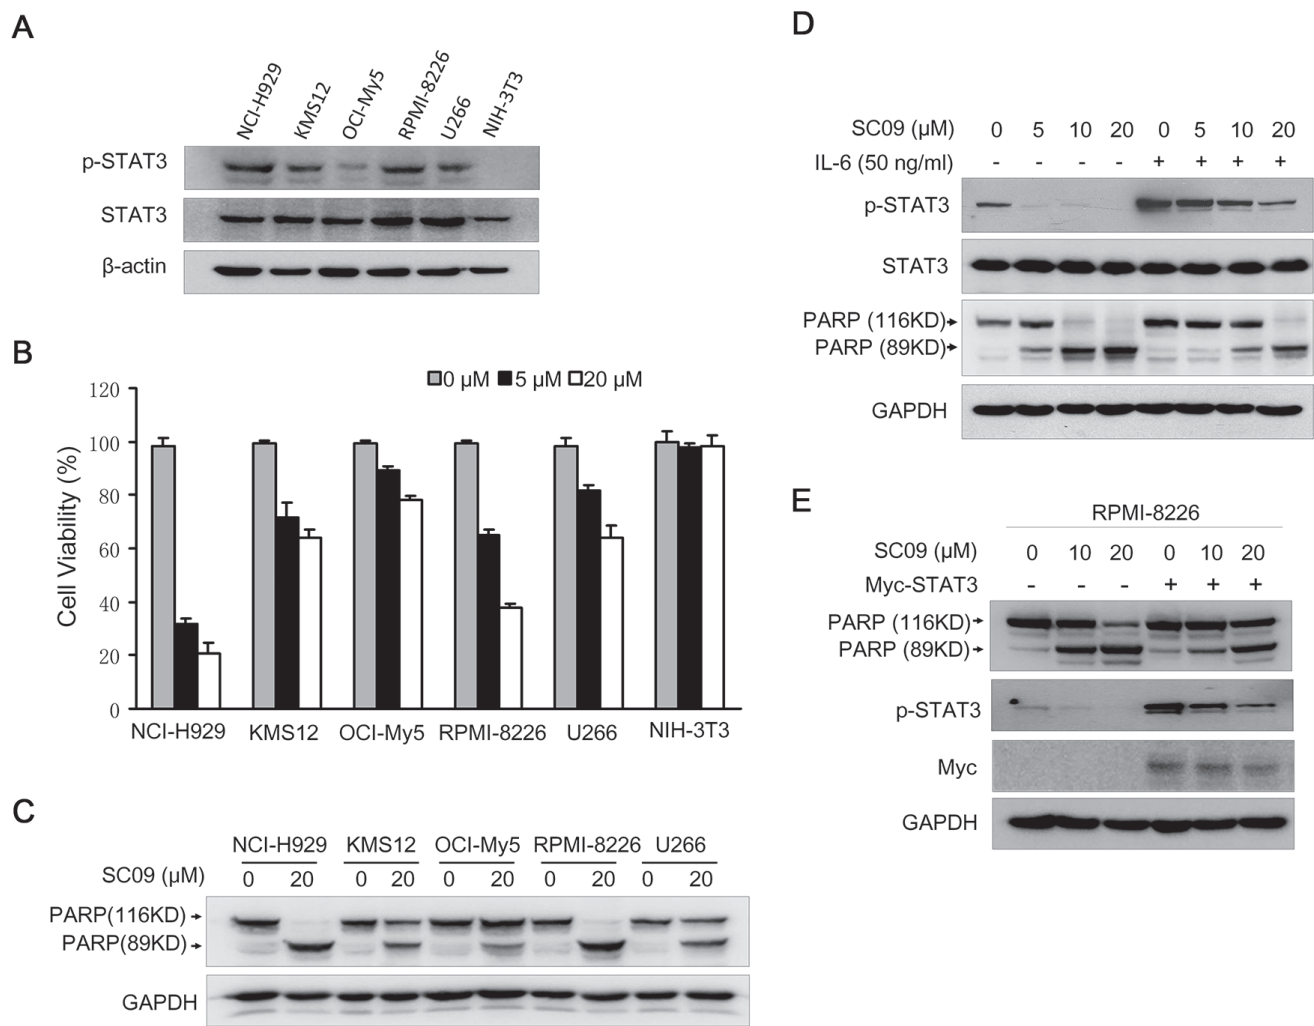 A
NCI-H929 KMS12 OCI-My5 RPMI-8226 U266 NIH-3T3
p-STAT3
STAT3
β-actin
B
0 µM 5 µM 20 µM
Cell Viability (%)
120
100
80
60
40
20
0
NCI-H929 KMS12 OCI-My5 RPMI-8226 U266 NIH-3T3
C
NCI-H929 KMS12 OCI-My5 RPMI-8226 U266
SC09 (µM) 0 20 0 20 0 20 0 20 0 20
PARP(116KD)
PARP(89KD)
GAPDH
D
SC09 (µM) 0 5 10 20 0 5 10 20
IL-6 (50 ng/ml) - - - - + + + +
p-STAT3
STAT3
PARP (116KD)
PARP (89KD)
GAPDH
E
RPMI-8226
SC09 (µM) 0 10 20 0 10 20
Myc-STAT3 - - - + + +
PARP (116KD)
PARP (89KD)
p-STAT3
Myc
GAPDH